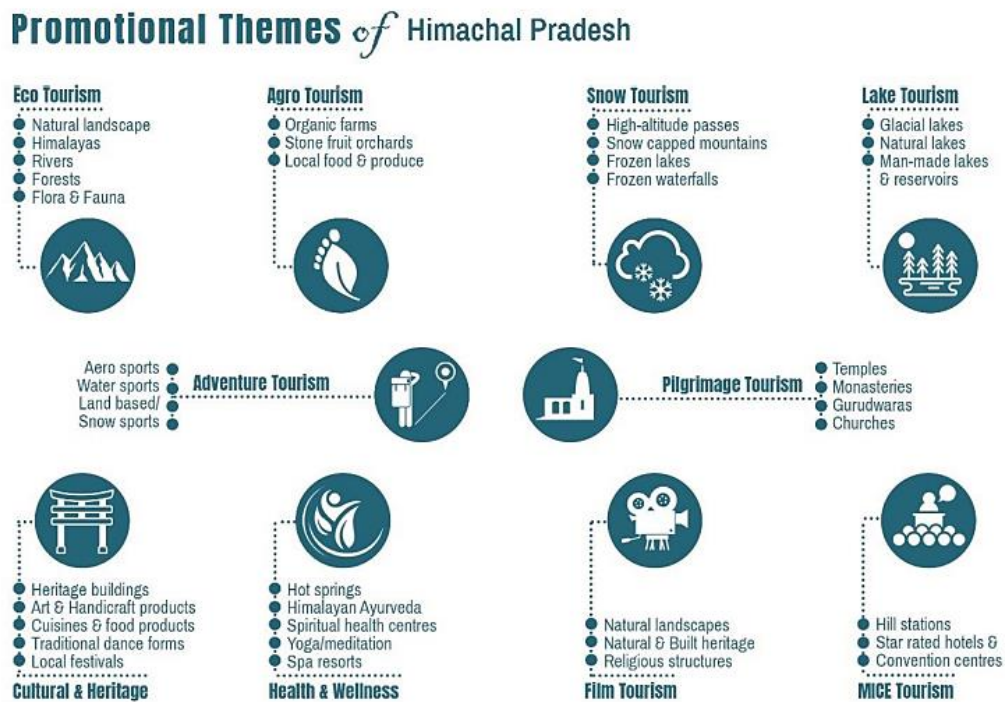 Promotional Themes of Himachal Pradesh
Eco Tourism
Natural landscape
Himalayas
Rivers
Forests
Flora & Fauna
Agro Tourism
Organic farms
Stone fruit orchards
Local food & produce
Snow Tourism
High-altitude passes
Snow capped mountains
Frozen lakes
Frozen waterfalls
Lake Tourism
Glacial lakes
Natural lakes
Man-made lakes
& reservoirs
Aero sports
Water sports
Land based/
Snow sports
Adventure Tourism
Pilgrimage Tourism
Temples
Monasteries
Gurudwaras
Churches
Heritage buildings
Art & Handicraft products
Cuisines & food products
Traditional dance forms
Local festivals
Cultural & Heritage
Hot springs
Himalayan Ayurveda
Spiritual health centres
Yoga/meditation
Spa resorts
Health & Wellness
Natural landscapes
Natural & Built heritage
Religious structures
Film Tourism
Hill stations
Star rated hotels &
Convention centres
MICE Tourism